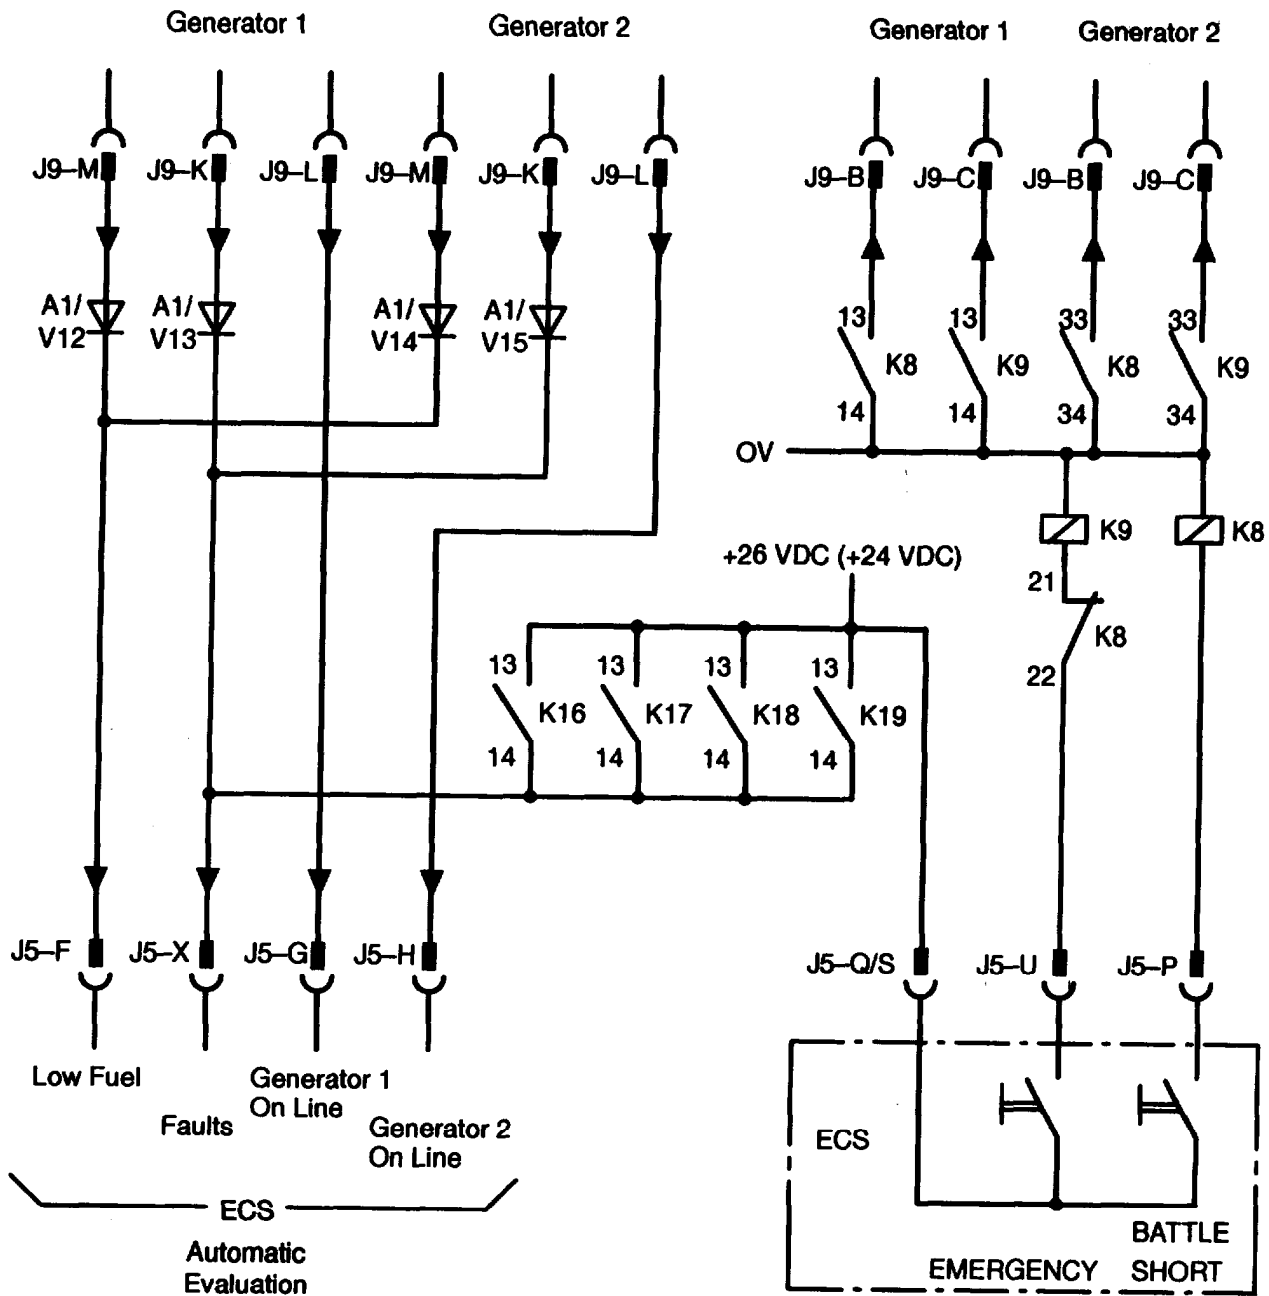 Generator 1
Generator 2
Generator 1
Generator 2
J9–M
J9–K
J9–L
J9–M
J9–K
J9–L
J9–B
J9–C
J9–B
J9–C
A1/
V12
A1/
V13
A1/
V14
A1/
V15
13
K8
14
13
K9
14
33
K8
34
33
K9
34
OV
K9
K8
+26 VDC (+24 VDC)
21
K8
22
13
K16
14
13
K17
14
13
K18
14
13
K19
14
J5–F
J5–X
J5–G
J5–H
J5–Q/S
J5–U
J5–P
Low Fuel
Faults
Generator 1
On Line
Generator 2
On Line
ECS
Automatic
Evaluation
ECS
EMERGENCY
BATTLE
SHORT